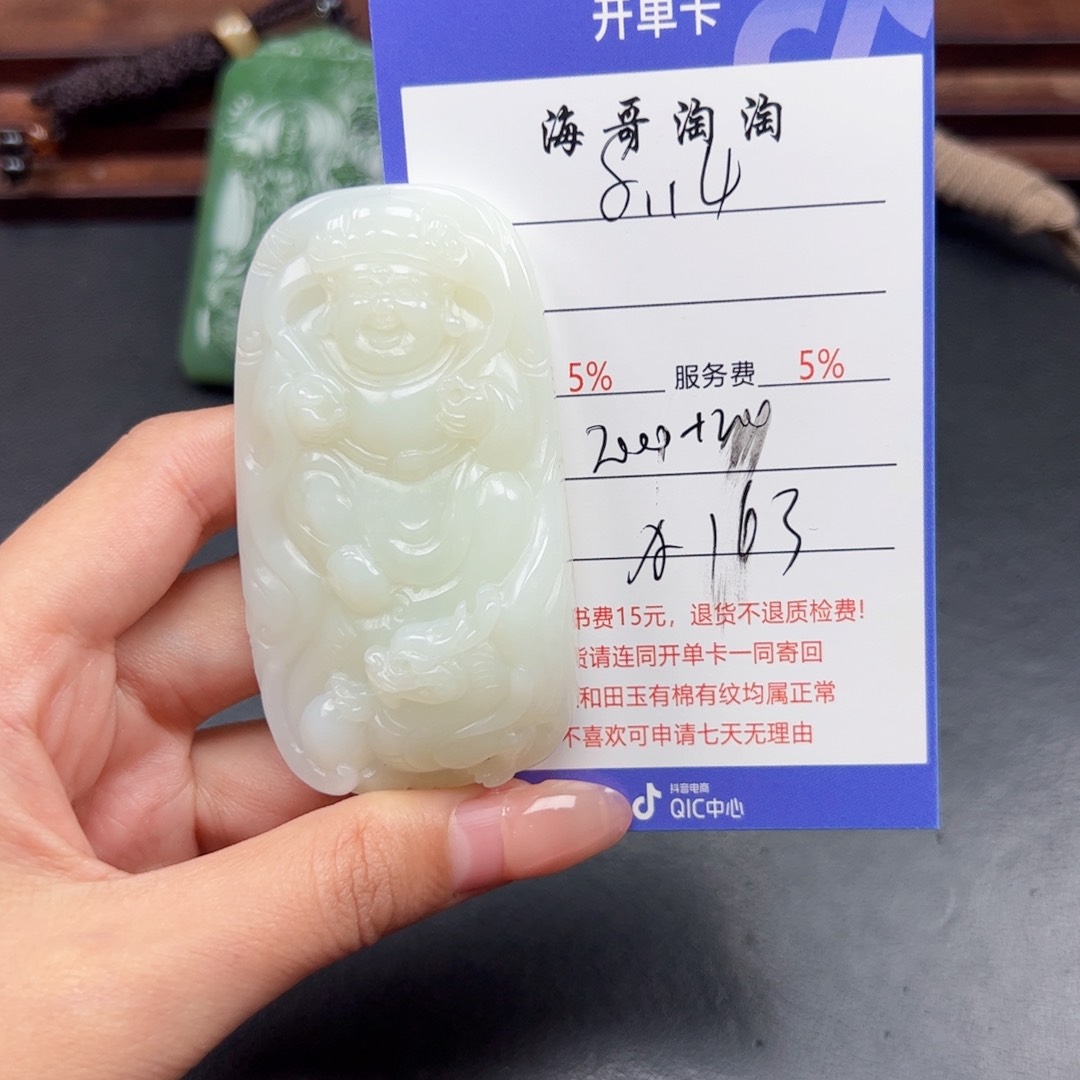 开单卡
海哥淘淘
8114
5% 服务费 5%
2000+200
163
书费15元，退货不退质检费!
货请连同开单卡一同寄回
和田玉有棉有纹均属正常
不喜欢可申请七天无理由
抖音电商
QIC中心